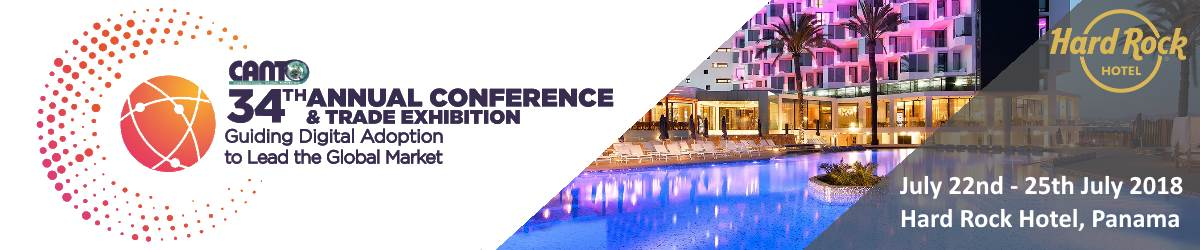 CANTO
34TH ANNUAL CONFERENCE
& TRADE EXHIBITION
Guiding Digital Adoption
to Lead the Global Market
Hard Rock
HOTEL
July 22nd - 25th July 2018
Hard Rock Hotel, Panama